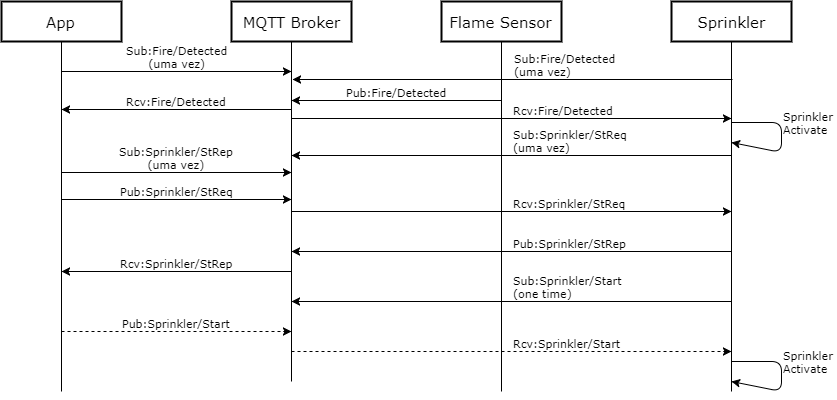 App
MQTT Broker
Flame Sensor
Sprinkler
Sub:Fire/Detected
(uma vez)
Sub:Fire/Detected
(uma vez)
Pub:Fire/Detected
Rcv:Fire/Detected
Rcv:Fire/Detected
Sprinkler
Activate
Sub:Sprinkler/StReq
(uma vez)
Sub:Sprinkler/StRep
(uma vez)
Pub:Sprinkler/StReq
Rcv:Sprinkler/StReq
Pub:Sprinkler/StRep
Rcv:Sprinkler/StRep
Sub:Sprinkler/Start
(one time)
Pub:Sprinkler/Start
Rcv:Sprinkler/Start
Sprinkler
Activate